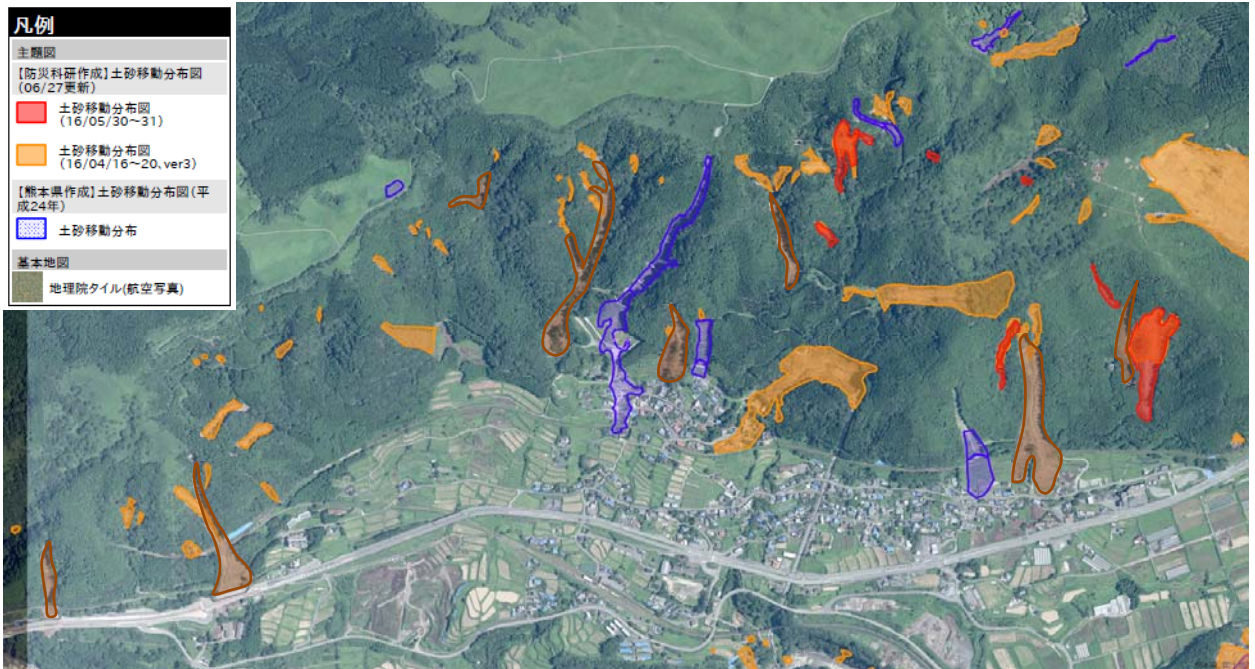 凡例
主題図
【防災科研作成】土砂移動分布図
(06/27更新)
土砂移動分布図
(16/05/30～31)
土砂移動分布図
(16/04/16～20、ver3)
【熊本県作成】土砂移動分布図(平
成24年)
土砂移動分布
基本地図
地理院タイル(航空写真)